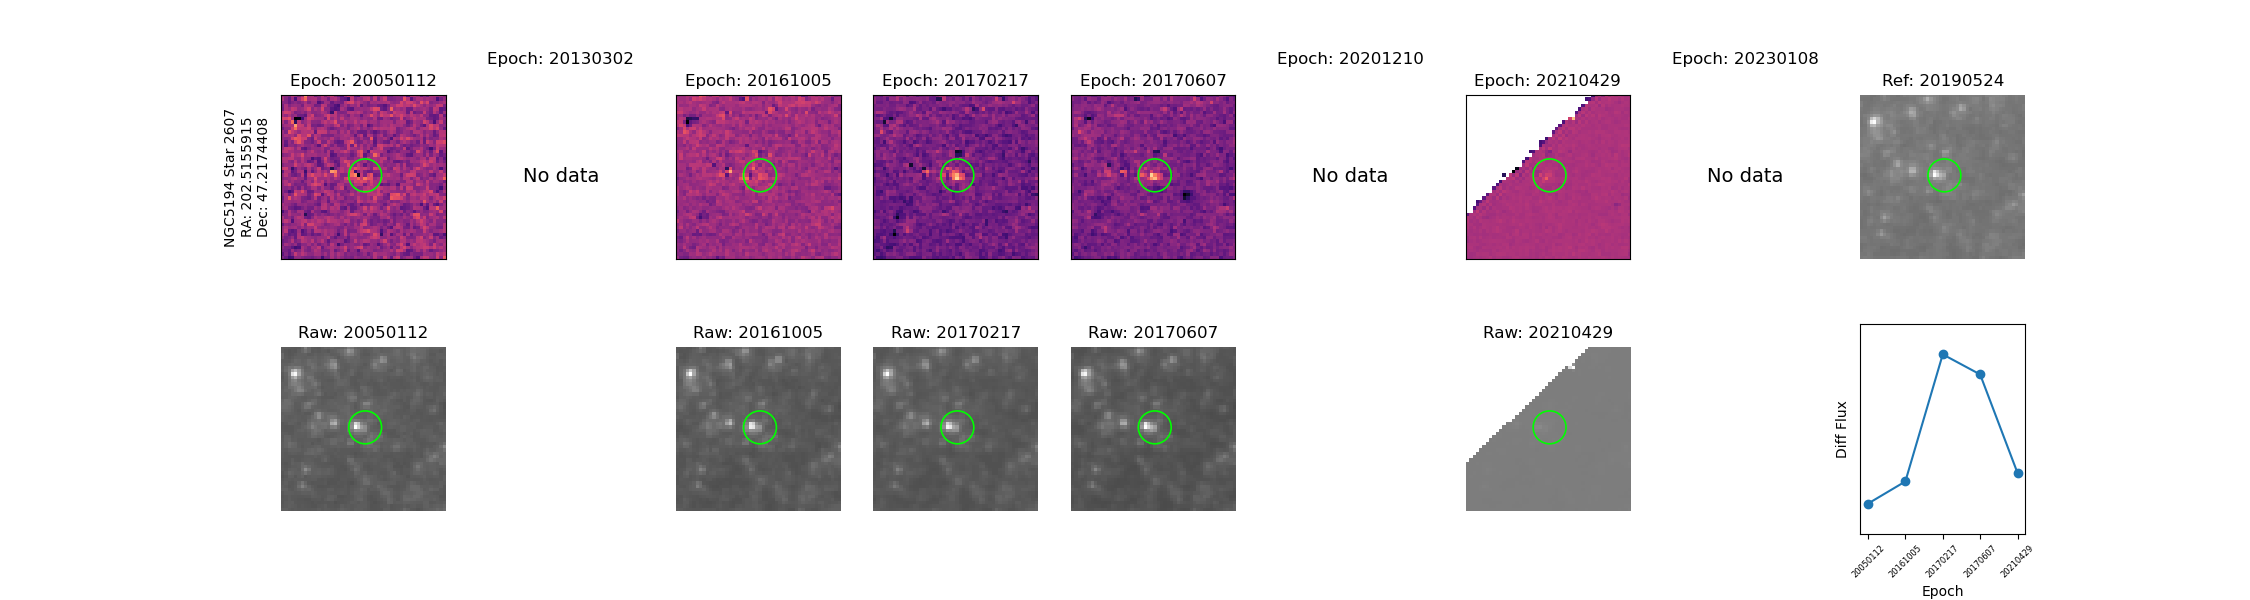 Epoch: 20130302
Epoch: 20201210
Epoch: 20230108
Epoch: 20050112
Epoch: 20161005
Epoch: 20170217
Epoch: 20170607
Epoch: 20210429
Ref: 20190524
NGC5194 Star 2607
RA: 202.5155915
Dec: 47.2174408
No data
No data
No data
Raw: 20050112
Raw: 20161005
Raw: 20170217
Raw: 20170607
Raw: 20210429
Diff Flux
20050112
20161005
20170217
20170607
20210429
Epoch